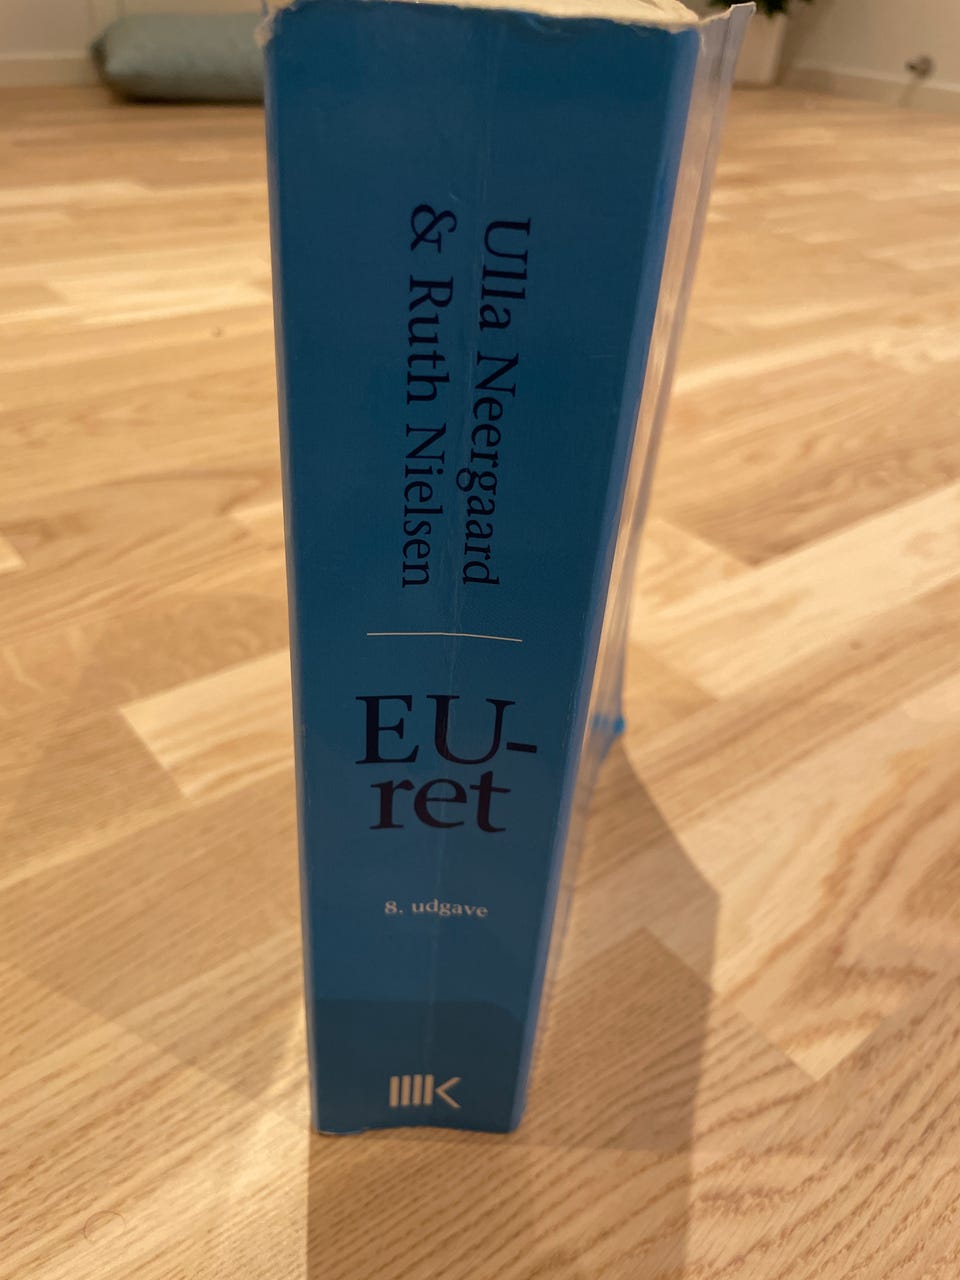 Ulla Neergaard
& Ruth Nielsen
EU-
ret
8. udgave
K